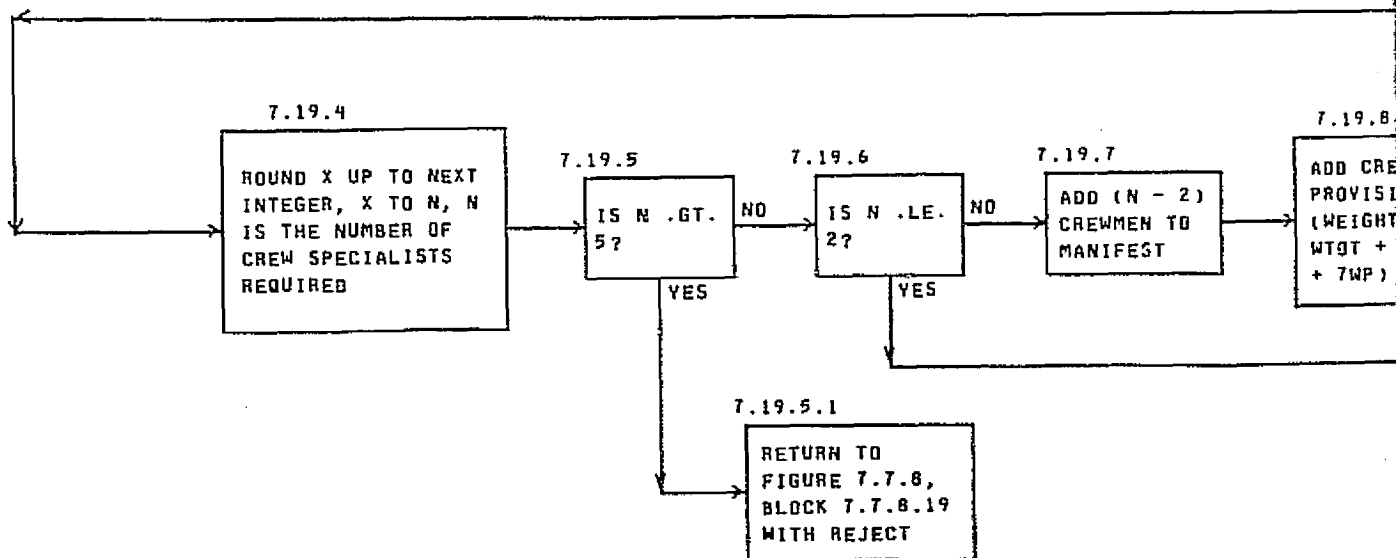 7.19.4
ROUND X UP TO NEXT
INTEGER, X TO N, N
IS THE NUMBER OF
CREW SPECIALISTS
REQUIRED
7.19.5
IS N .GT.
5?
NO
YES
7.19.6
IS N .LE.
2?
NO
YES
7.19.7
ADD (N - 2)
CREWMEN TO
MANIFEST
7.19.8.
ADD CRE
PROVISI
(WEIGHT
WTQT +
+ 7WP)
7.19.5.1
RETURN TO
FIGURE 7.7.8,
BLOCK 7.7.8.19
WITH REJECT